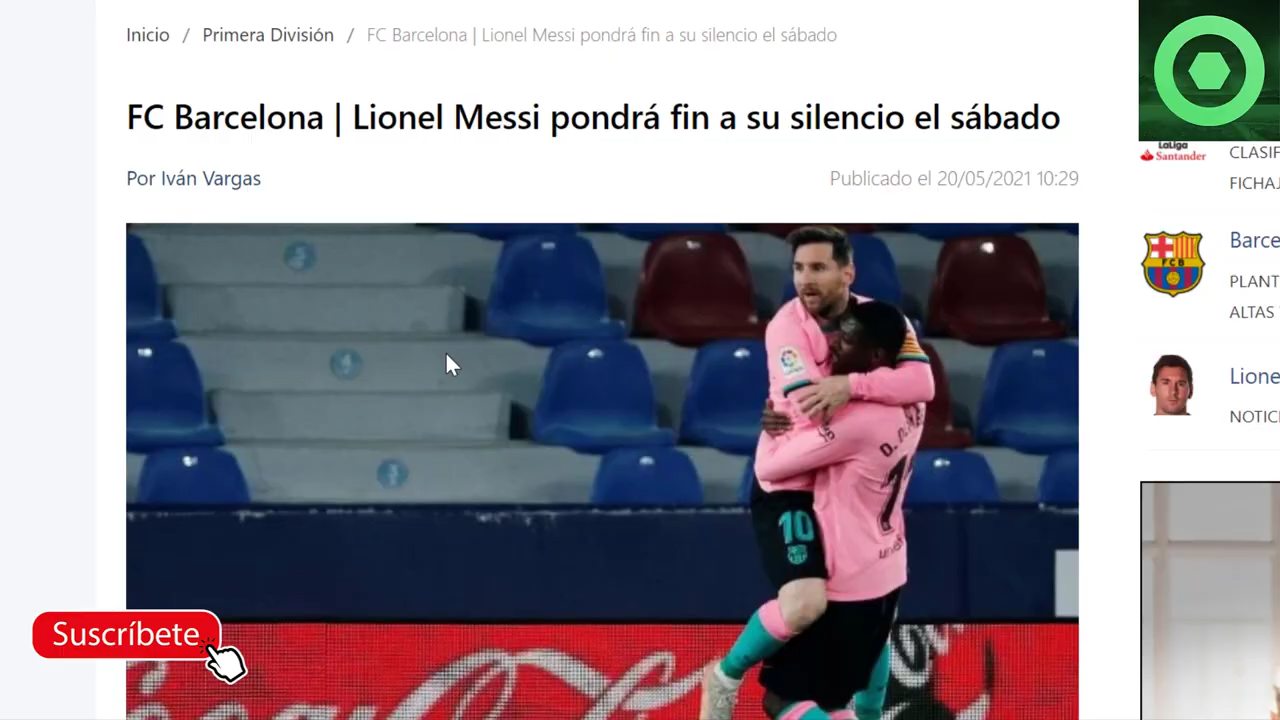 Inicio / Primera División / FC Barcelona | Lionel Messi pondrá fin a su silencio el sábado
FC Barcelona | Lionel Messi pondrá fin a su silencio el sábado
Por Iván Vargas
Publicado el 20/05/2021 10:29
LaLiga
Santander
CLASIF
FICHAJ
FCB
Barce
PLANT
ALTAS
Lione
NOTIC
10
Suscríbete